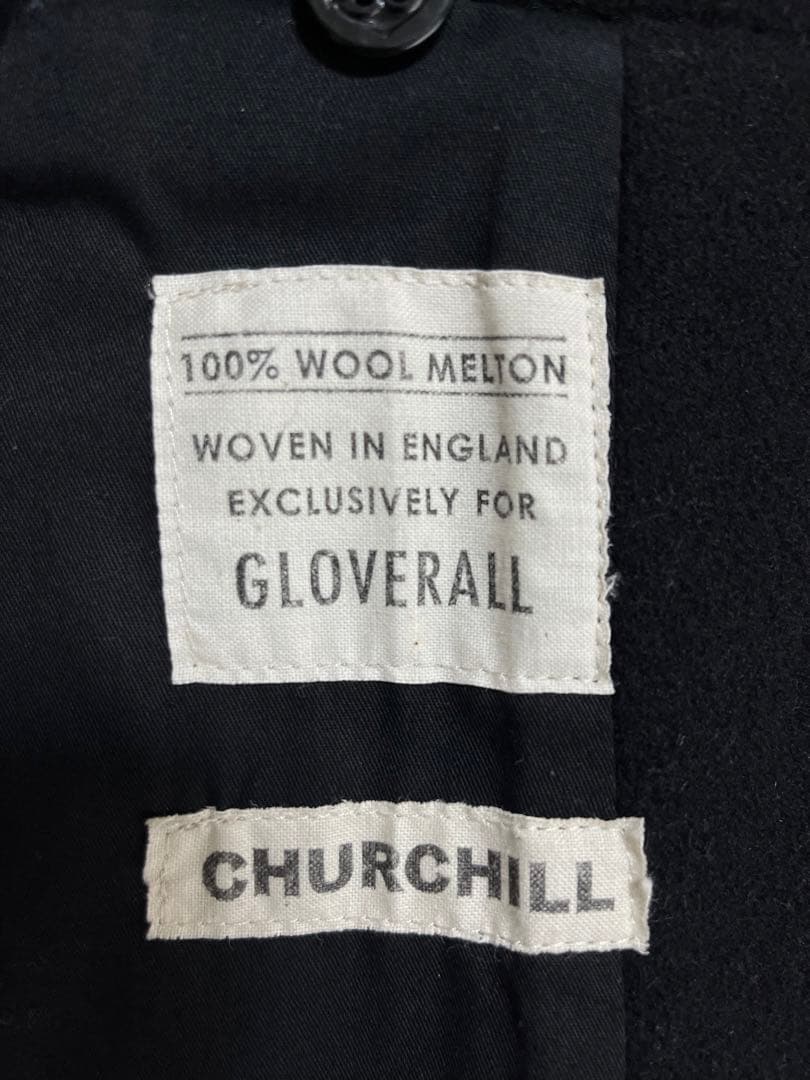 100% WOOL MELTON
WOVEN IN ENGLAND
EXCLUSIVELY FOR
GLOVERALL
CHURCHILL